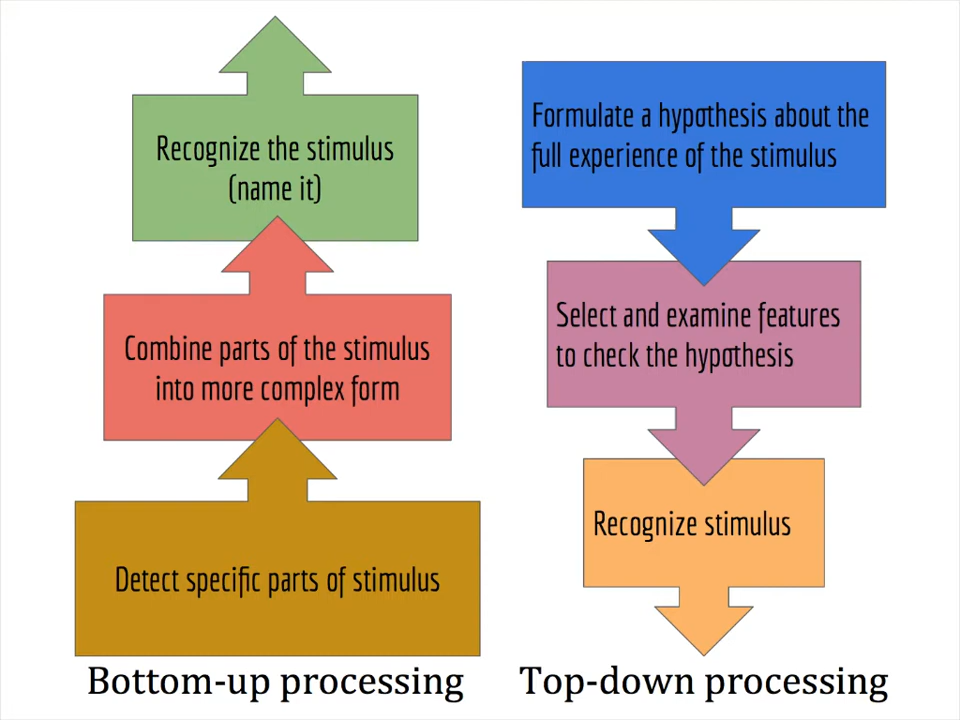 Recognize the stimulus
(name it)
Combine parts of the stimulus
into more complex form
Detect specific parts of stimulus
Bottom-up processing
Formulate a hypothesis about the
full experience of the stimulus
Select and examine features
to check the hypothesis
Recognize stimulus
Top-down processing